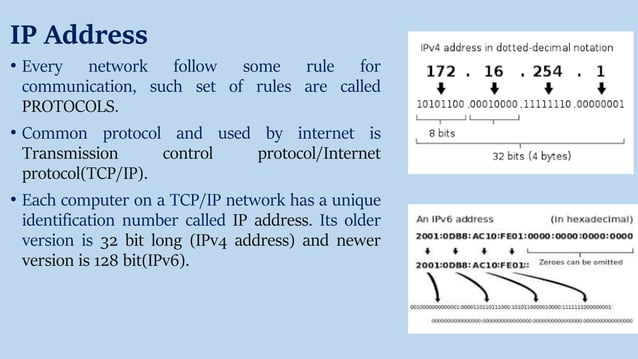 IP Address
• Every network follow some rule for
communication, such set of rules are called
PROTOCOLS.
• Common protocol and used by internet is
Transmission control protocol/Internet
protocol(TCP/IP).
• Each computer on a TCP/IP network has a unique
identification number called IP address. Its older
version is 32 bit long (IPv4 address) and newer
version is 128 bit(IPv6).
IPv4 address in dotted-decimal notation
172 . 16 . 254 . 1
10101100 .00010000 .11111110 .00000001
8 bits
32 bits (4 bytes)
An IPv6 address (in hexadecimal)
2001:0DB8:AC10:FE01:0000:0000:0000:0000
2001:0DB8:AC10:FE01:: Zeroes can be omitted